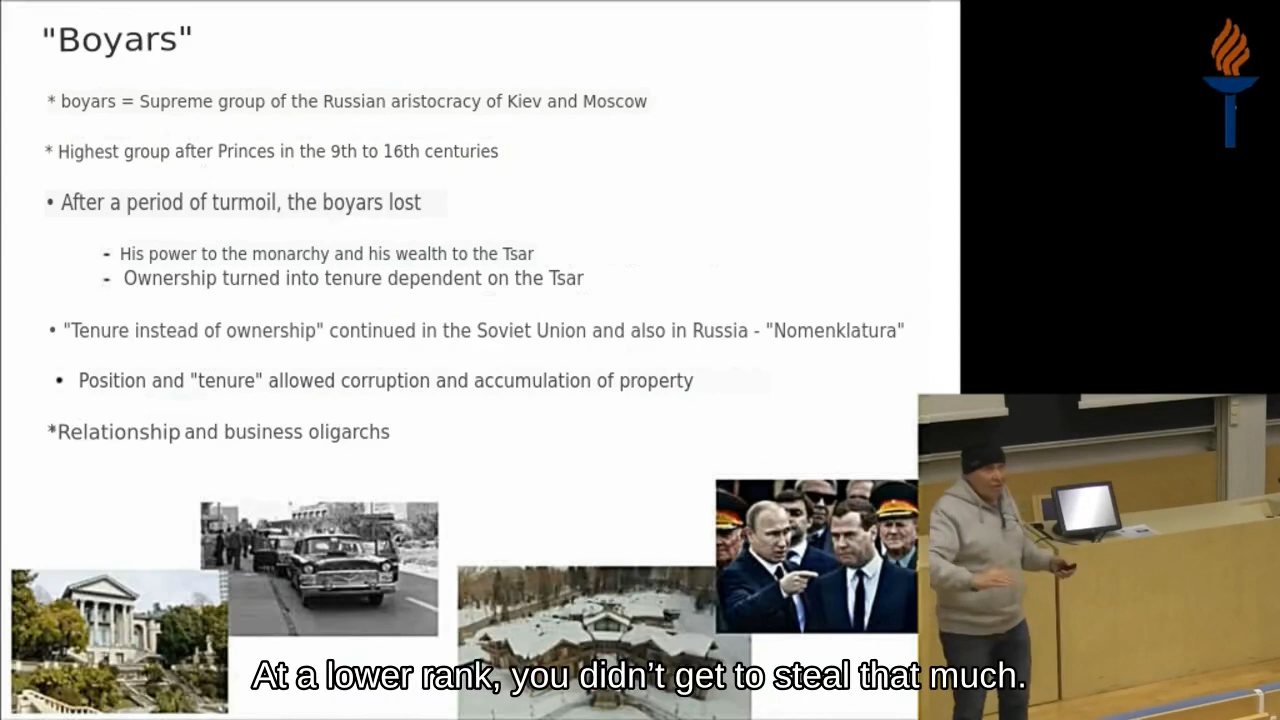 "Boyars"
* boyars = Supreme group of the Russian aristocracy of Kiev and Moscow
* Highest group after Princes in the 9th to 16th centuries
• After a period of turmoil, the boyars lost
- His power to the monarchy and his wealth to the Tsar
- Ownership turned into tenure dependent on the Tsar
• "Tenure instead of ownership" continued in the Soviet Union and also in Russia - "Nomenklatura"
• Position and "tenure" allowed corruption and accumulation of property
*Relationship and business oligarchs
At a lower rank, you didn't get to steal that much.